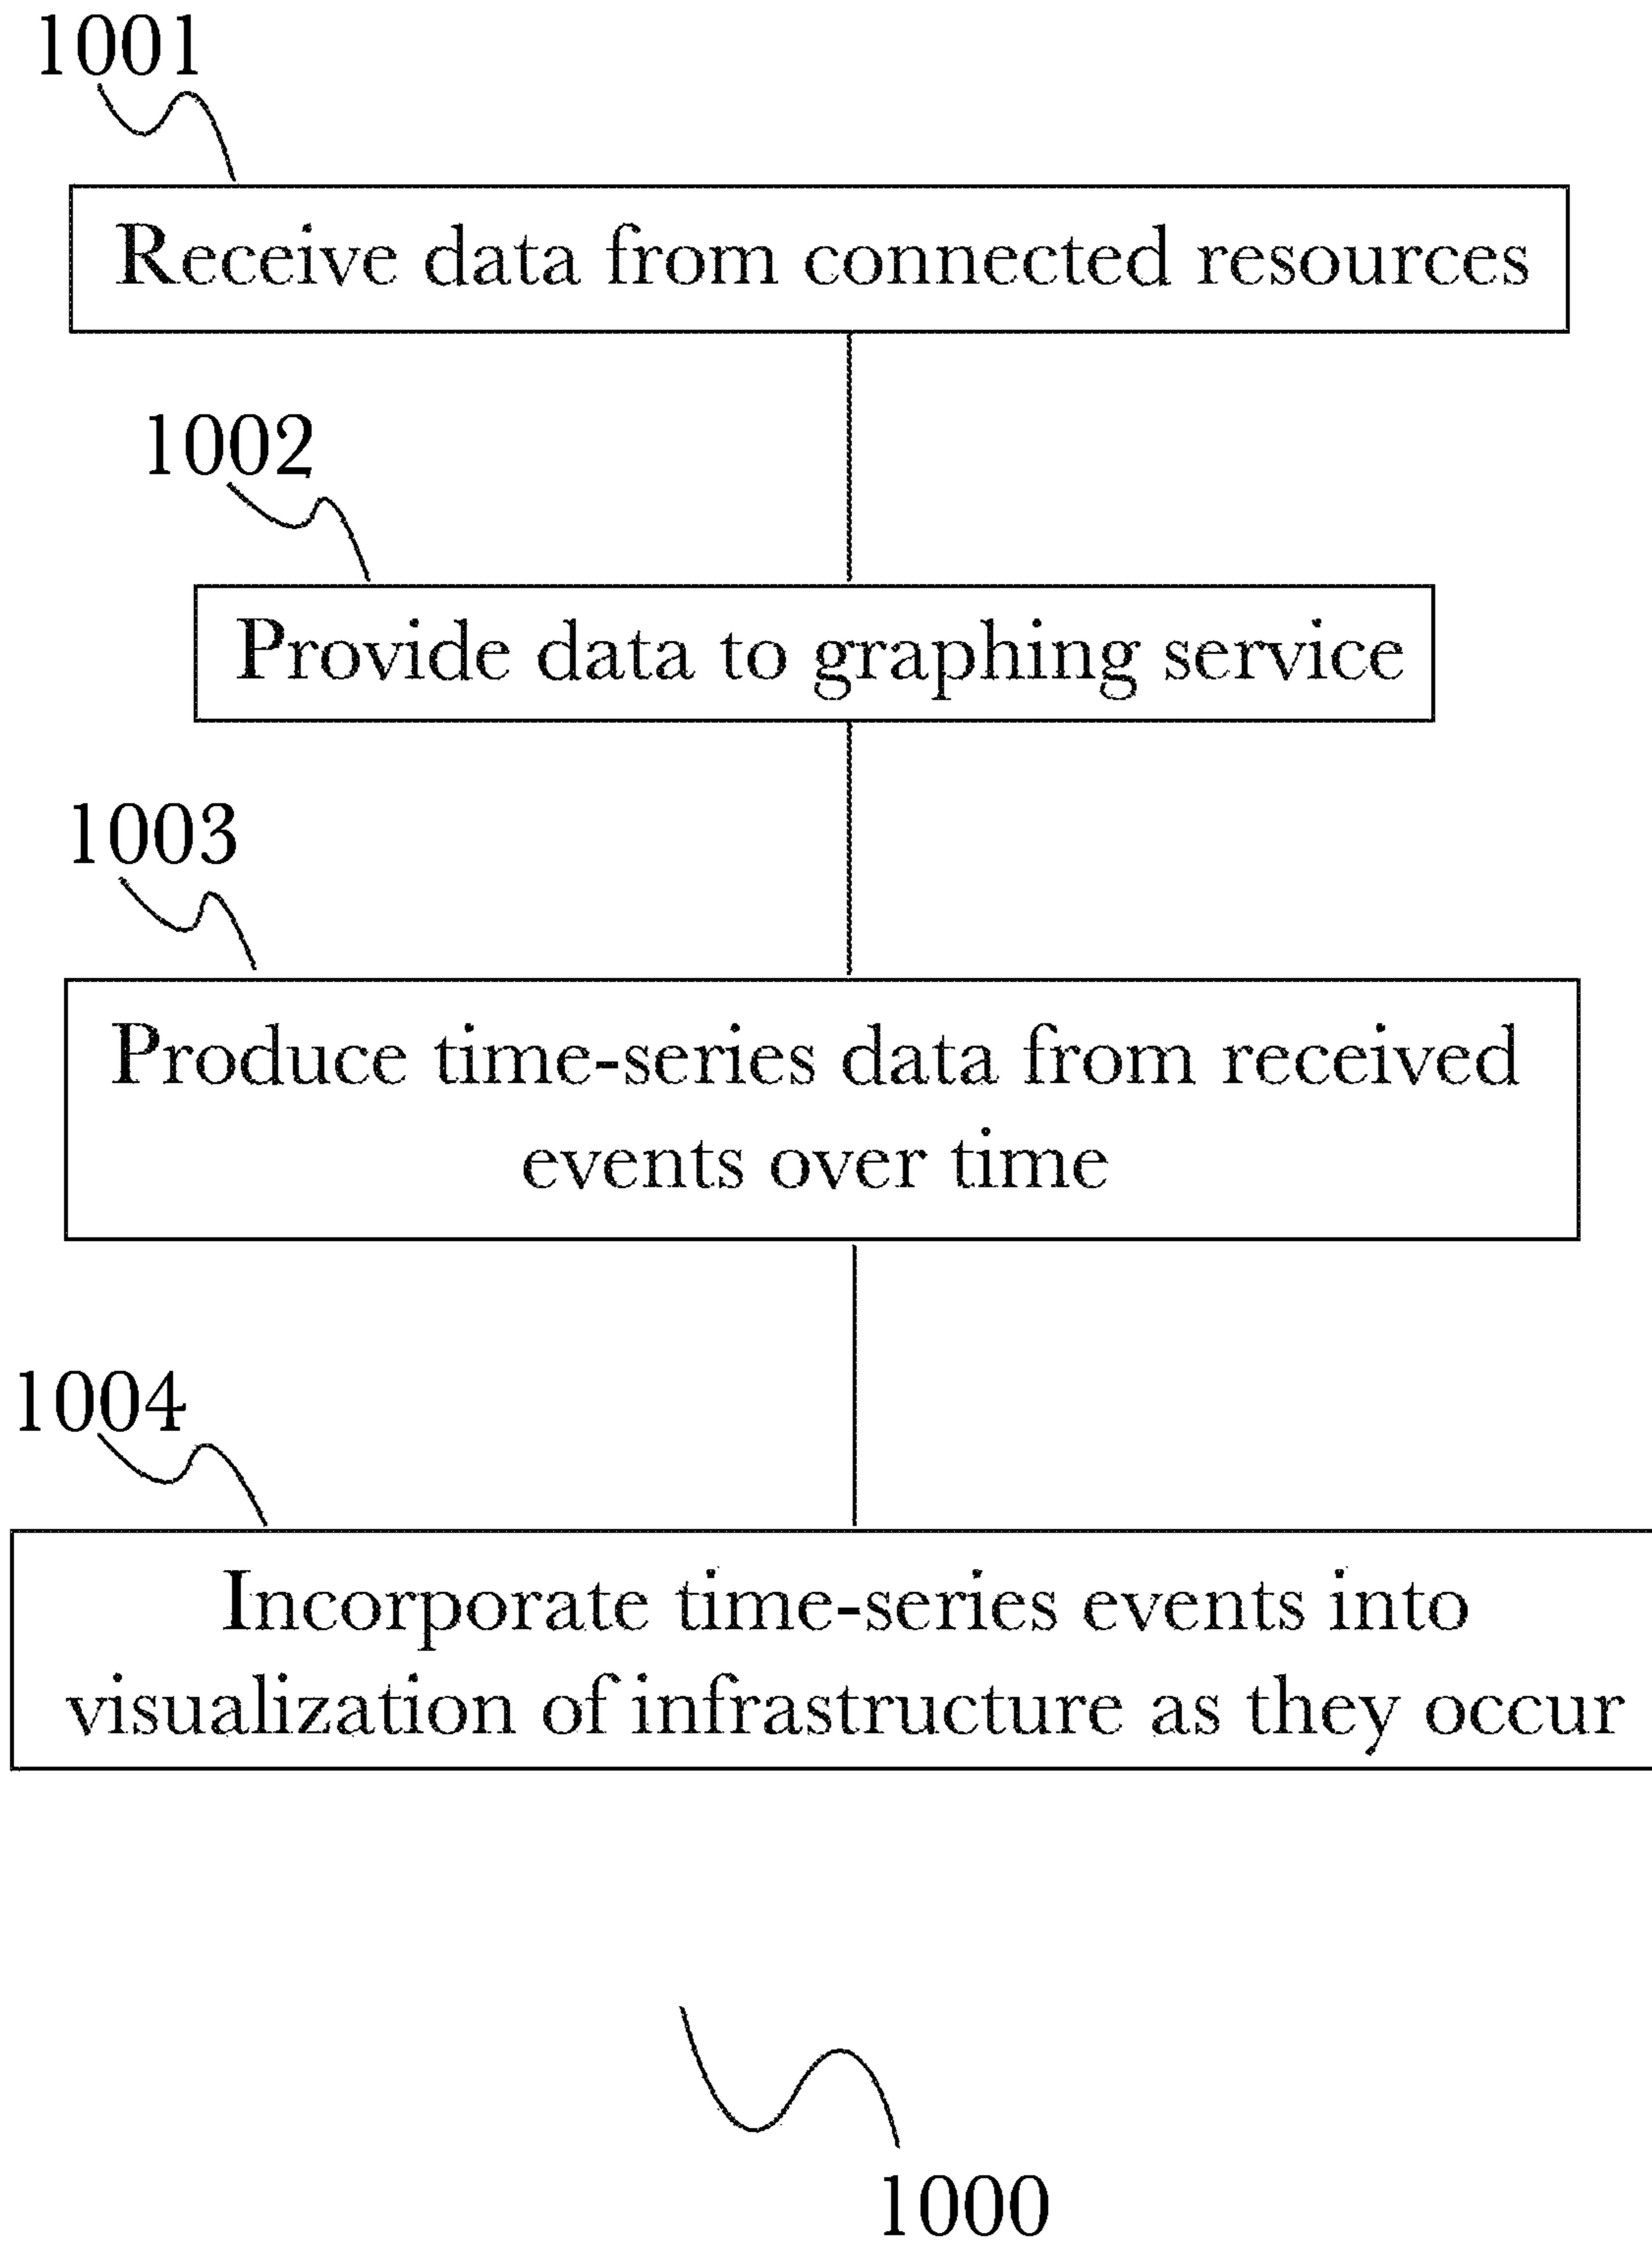 1001
Receive data from connected resources
1002
Provide data to graphing service
1003
Produce time-series data from received
events over time
1004
Incorporate time-series events into
visualization of infrastructure as they occur
1000